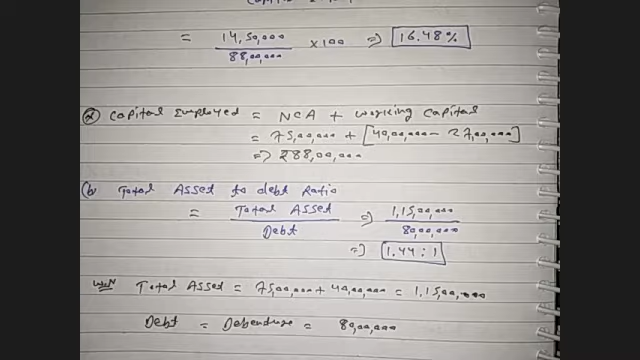 = 14,50,000 / 88,00,000 × 100 => 16.48%
(a) Capital Employed = NCA + Working Capital
= 75,00,000 + [40,00,000 - 27,00,000]
=> ₹88,00,000
(b) Total Asset to debt Ratio
= Total Asset / Debt => 1,15,00,000 / 80,00,000
=> 1.44 : 1
W.N Total Asset = 75,00,000 + 40,00,000 = 1,15,00,000
Debt = Debenture = 80,00,000